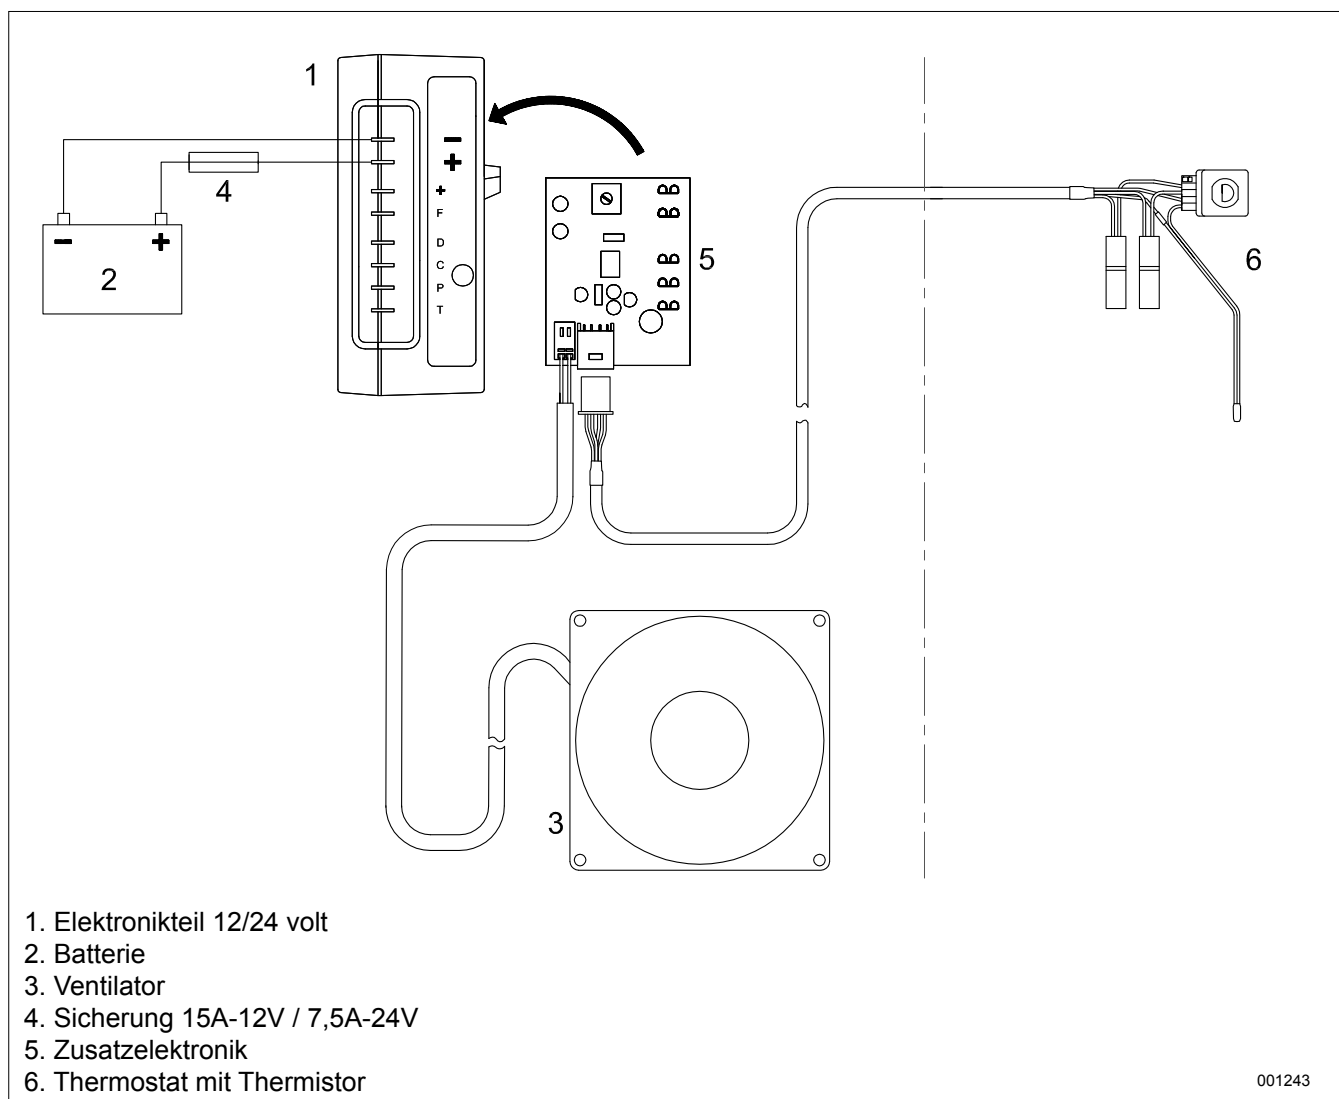 1
4
2
− +
−
+
+
F
D
C
P
T
5
6
3
1. Elektronikteil 12/24 volt
2. Batterie
3. Ventilator
4. Sicherung 15A-12V / 7,5A-24V
5. Zusatzelektronik
6. Thermostat mit Thermistor
001243